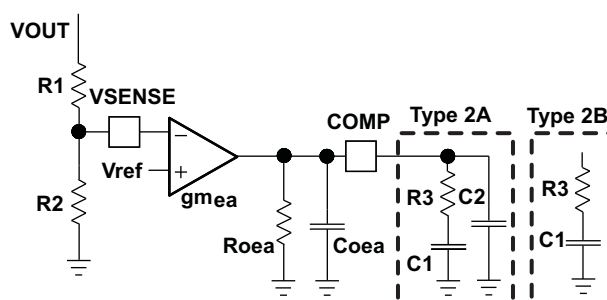 VOUT
R1
VSENSE
COMP
Type 2A
Type 2B
Vref
−
+
gmea
R2
Roea
Coea
R3
C2
C1
R3
C1